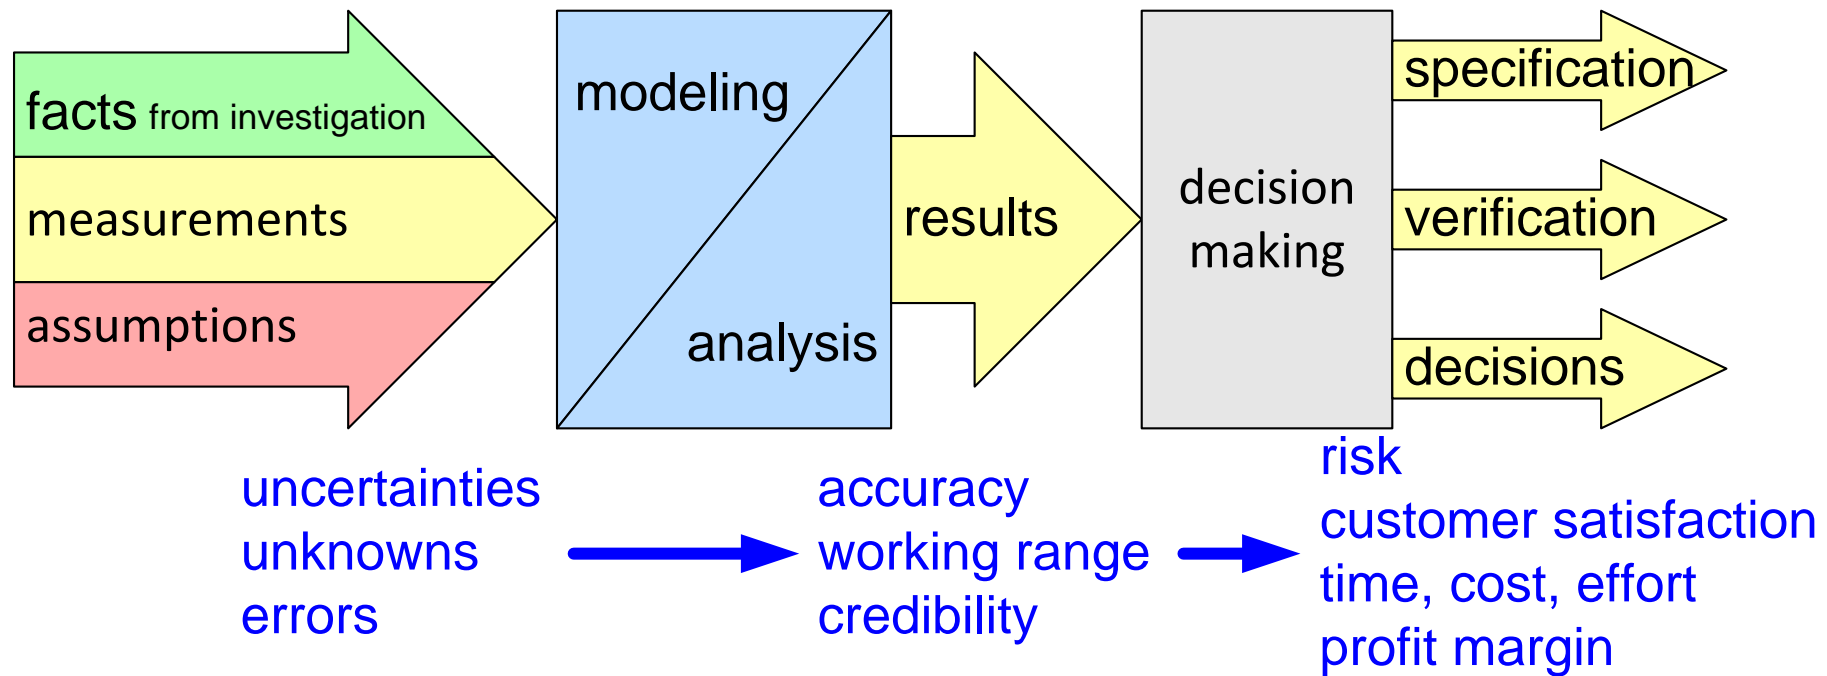 facts from investigation
measurements
assumptions
modeling
analysis
results
decision
making
specification
verification
decisions
uncertainties
unknowns
errors
accuracy
working range
credibility
risk
customer satisfaction
time, cost, effort
profit margin